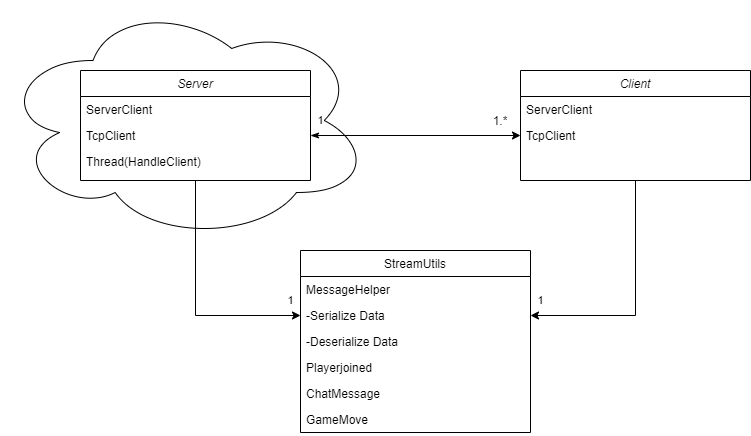 Server
ServerClient
TcpClient
Thread(HandleClient)
1
1.*
Client
ServerClient
TcpClient
1
StreamUtils
1
MessageHelper
-Serialize Data
-Deserialize Data
Playerjoined
ChatMessage
GameMove